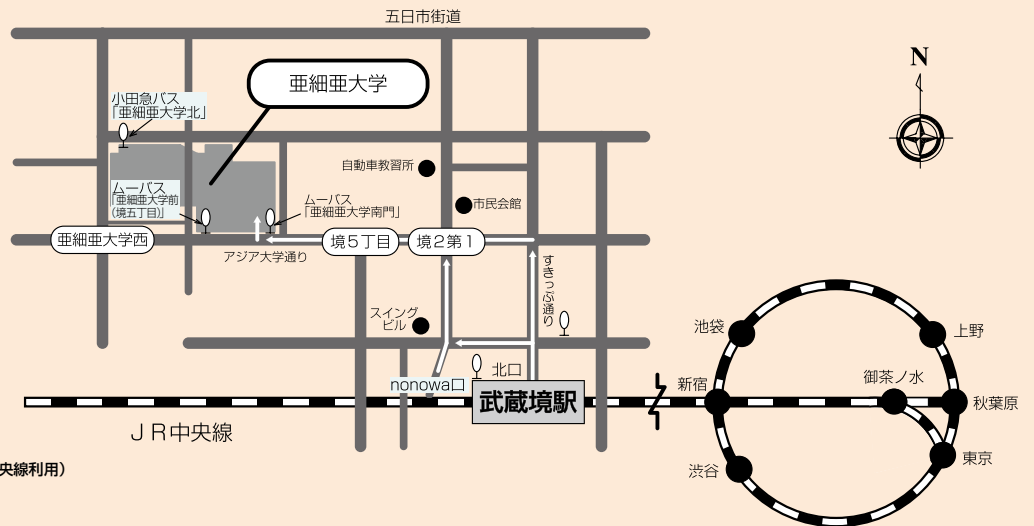 五日市街道
亜細亜大学
N
小田急バス
「亜細亜大学北」
自動車教習所
ムーバス
「亜細亜大学前
(境五丁目)」
ムーバス
「亜細亜大学南門」
市民会館
亜細亜大学西
境5丁目
境2第1
アジア大学通り
すきっぷ通り
スイング
ビル
北口
nonowa口
武蔵境駅
JR中央線
池袋
上野
新宿
御茶ノ水
秋葉原
渋谷
東京
央線利用)